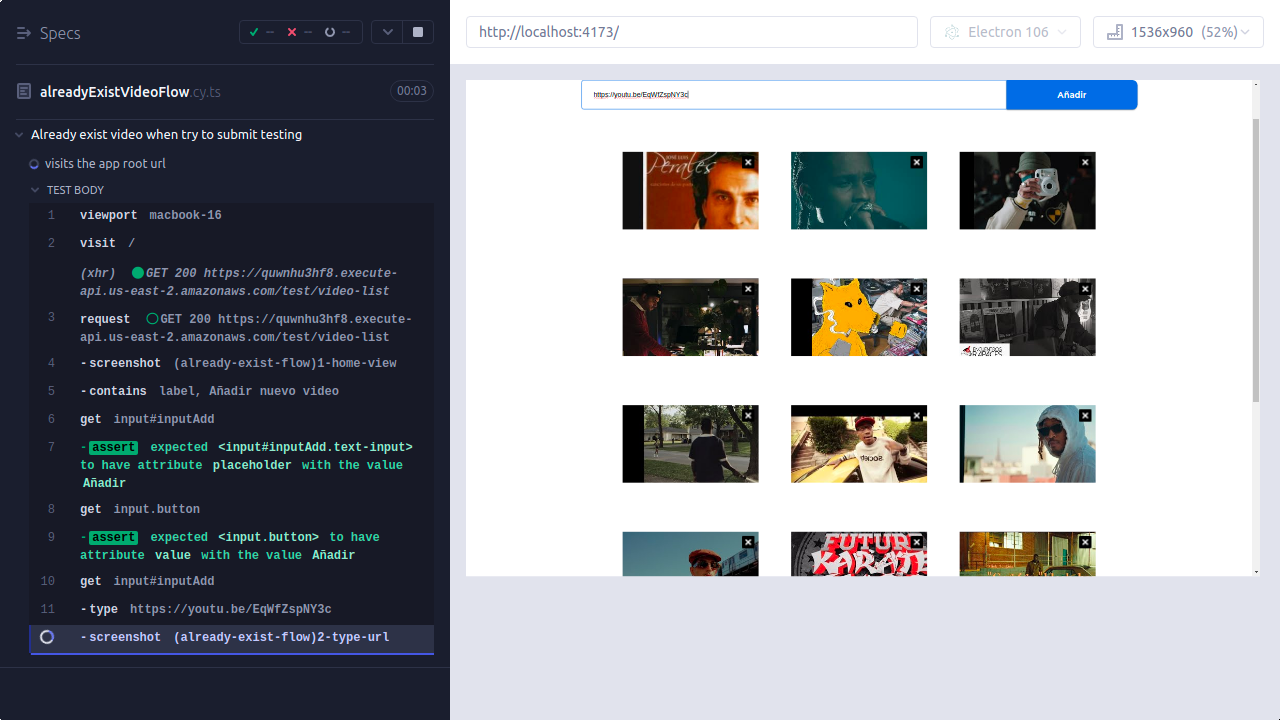 Specs
-- -- --
alreadyExistVideoFlow.cy.ts 00:03
Already exist video when try to submit testing
visits the app root url
TEST BODY
1 viewport macbook-16
2 visit /
(xhr) GET 200 https://quwnhu3hf8.execute-
api.us-east-2.amazonaws.com/test/video-list
3 request GET 200 https://quwnhu3hf8.execute-
api.us-east-2.amazonaws.com/test/video-list
4 -screenshot (already-exist-flow)1-home-view
5 -contains label, Añadir nuevo video
6 get input#inputAdd
7 -assert expected <input#inputAdd.text-input>
to have attribute placeholder with the value
Añadir
8 get input.button
9 -assert expected <input.button> to have
attribute value with the value Añadir
10 get input#inputAdd
11 -type https://youtu.be/EqWfZspNY3c
-screenshot (already-exist-flow)2-type-url
http://localhost:4173/
Electron 106
1536x960 (52%)
https://youtu.be/EqWfZspNY3c
Añadir
JOSÉ LUIS
Perales
FUTUR
KARATE